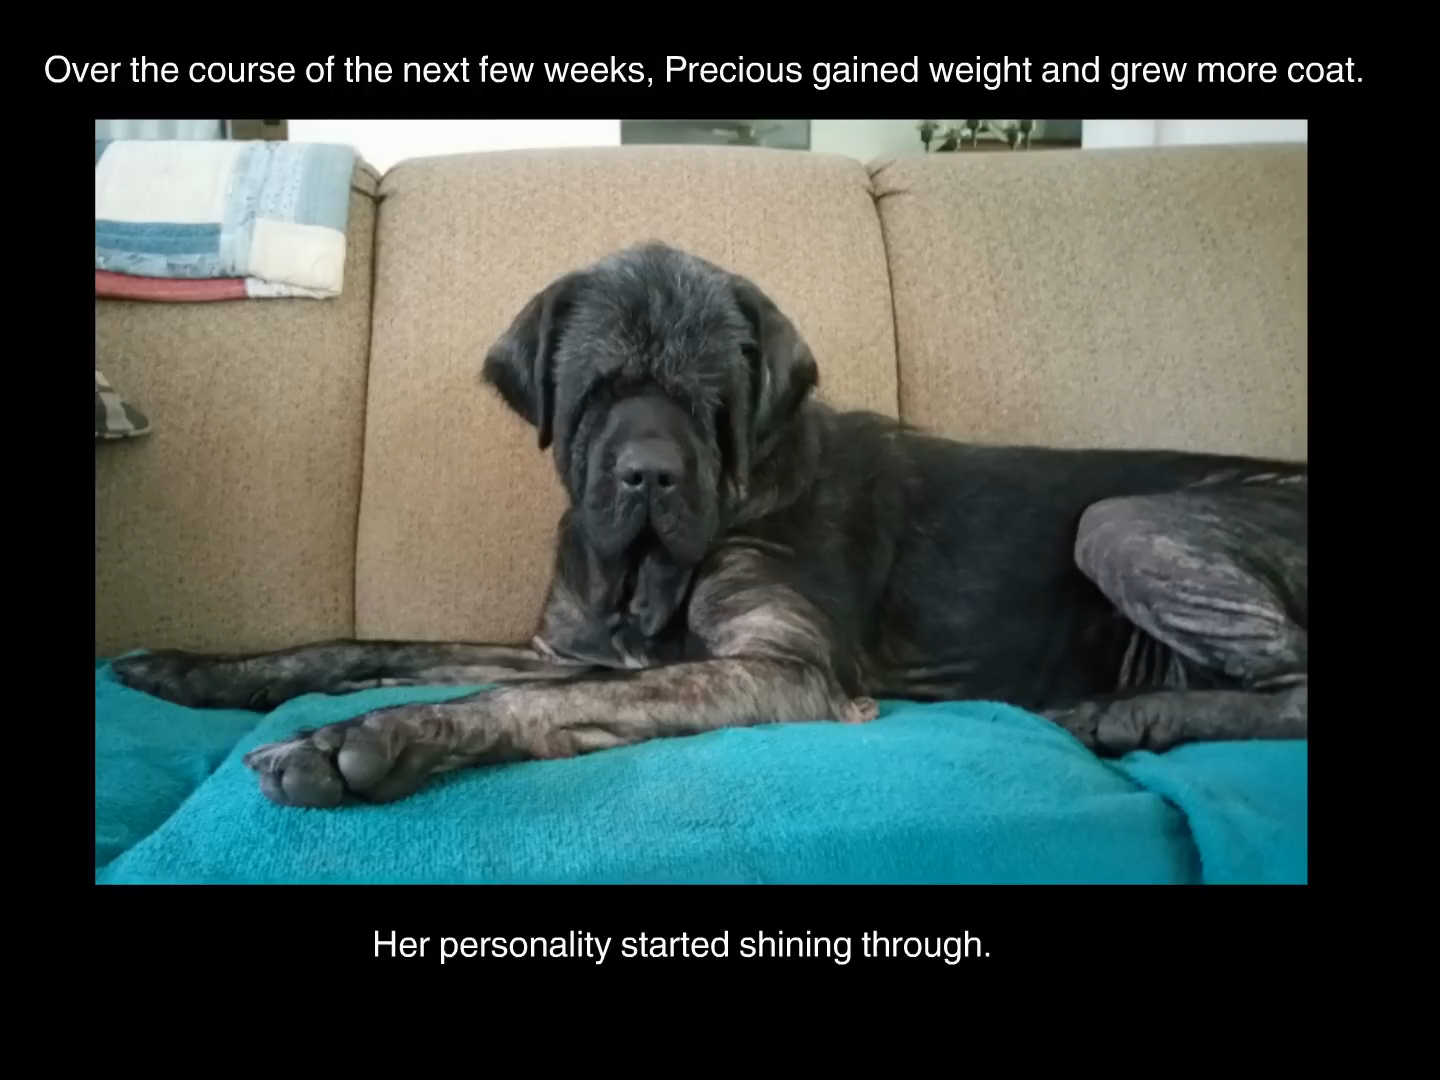 Over the course of the next few weeks, Precious gained weight and grew more coat.
Her personality started shining through.